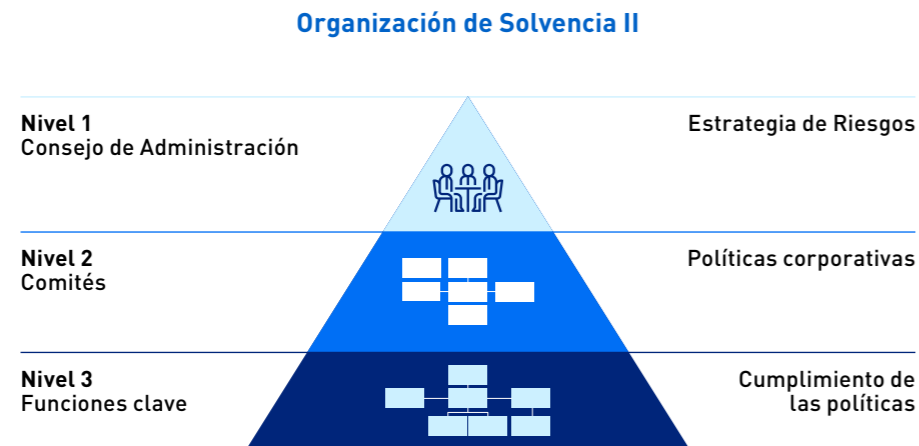 Organización de Solvencia II
Nivel 1
Consejo de Administración
Estrategia de Riesgos
Nivel 2
Comités
Políticas corporativas
Nivel 3
Funciones clave
Cumplimiento de
las políticas